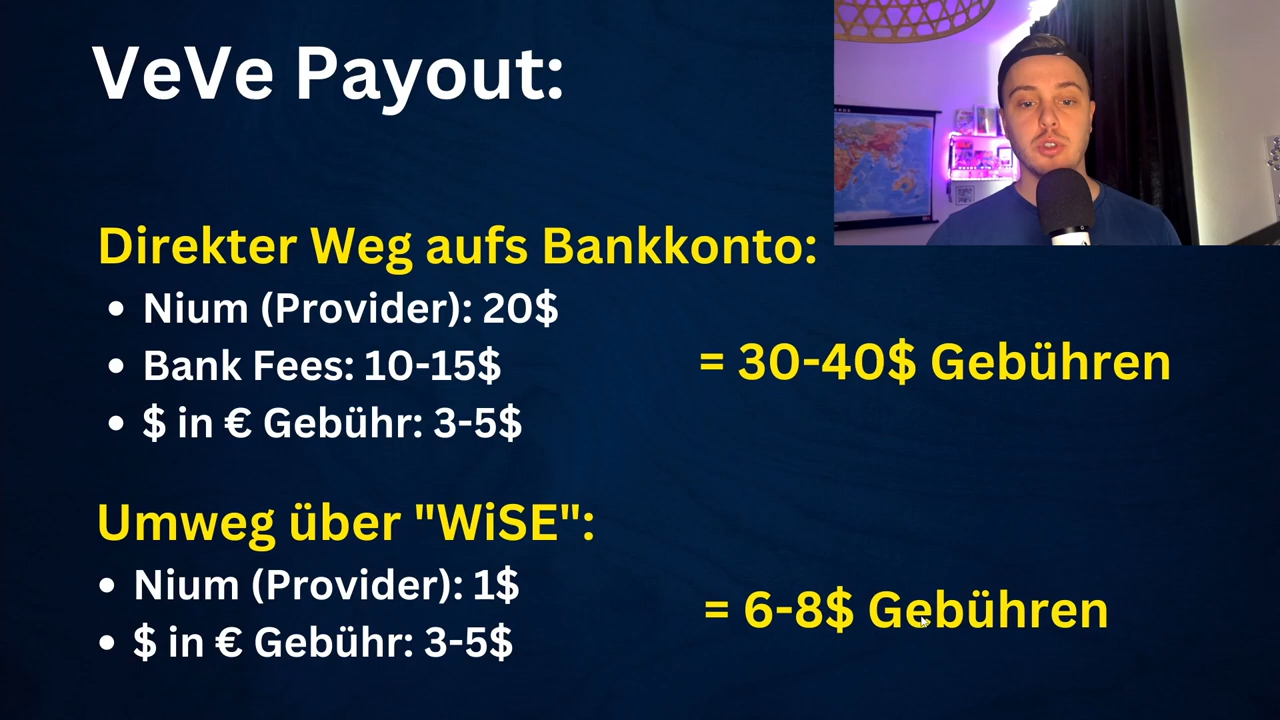 VeVe Payout:
Direkter Weg aufs Bankkonto:
• Nium (Provider): 20$
• Bank Fees: 10-15$
• $ in € Gebühr: 3-5$
= 30-40$ Gebühren
Umweg über "WiSE":
• Nium (Provider): 1$
• $ in € Gebühr: 3-5$
= 6-8$ Gebühren